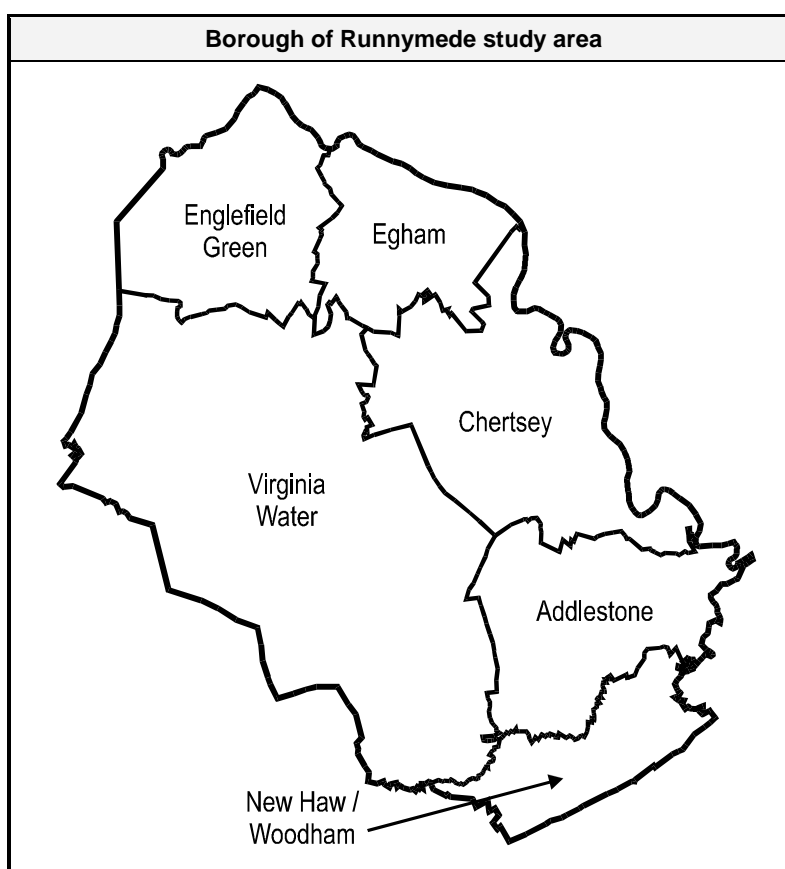 Borough of Runnymede study area
Englefield
Green
Egham
Chertsey
Virginia
Water
Addlestone
New Haw /
Woodham